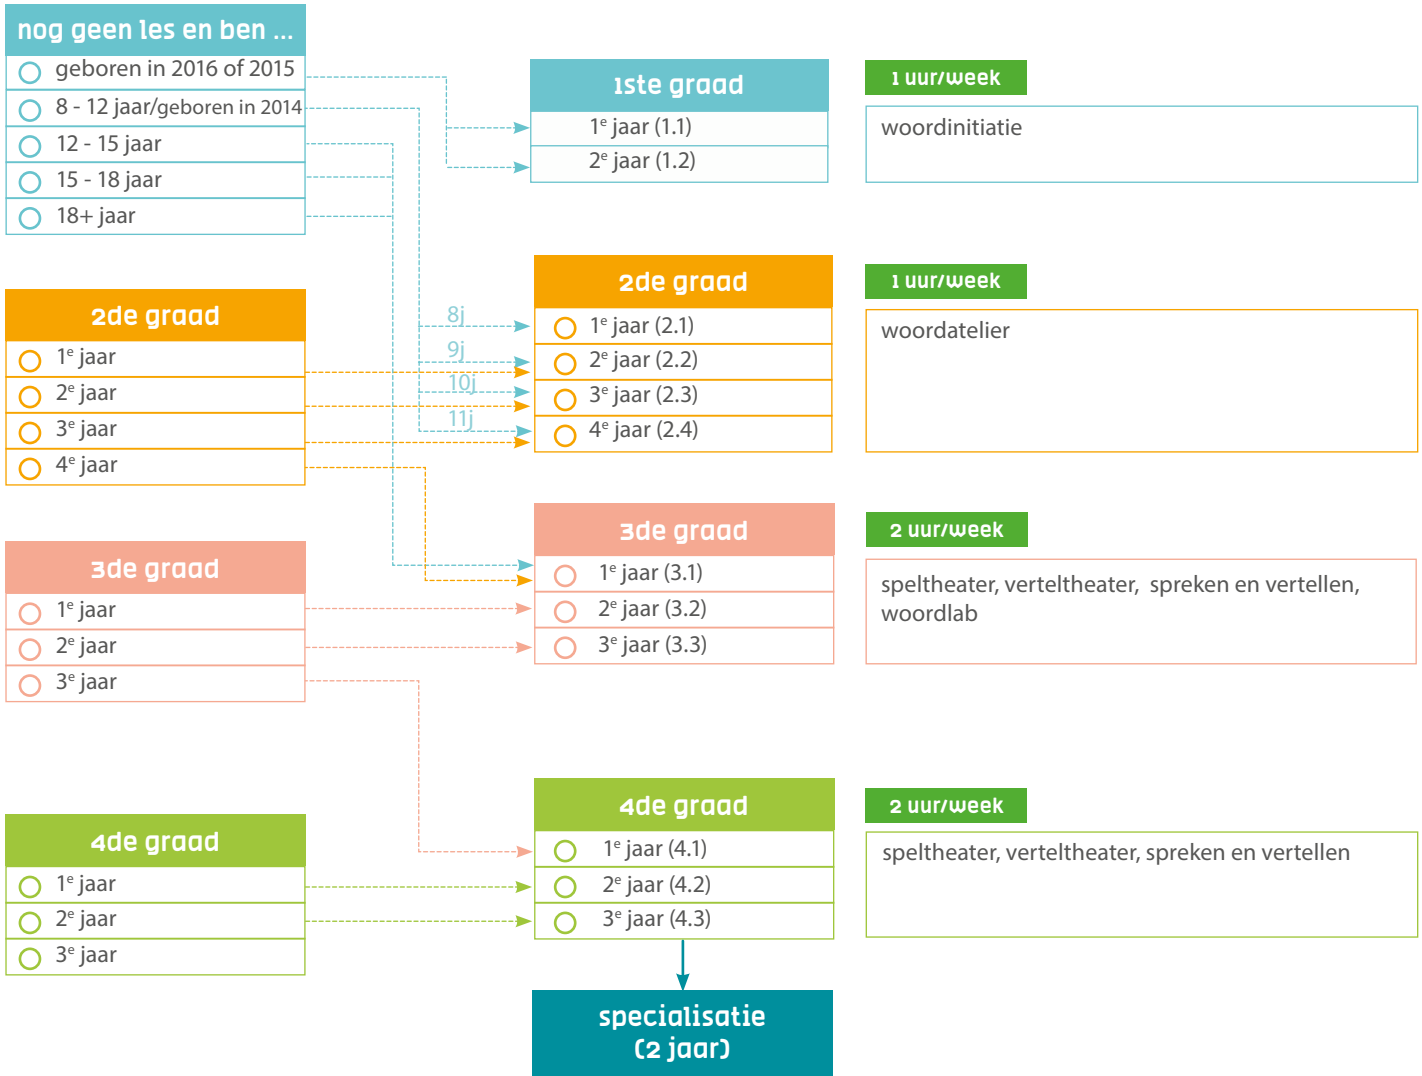 nog geen les en ben ...
geboren in 2016 of 2015
8 - 12 jaar/geboren in 2014
12 - 15 jaar
15 - 18 jaar
18+ jaar
1ste graad
1e jaar (1.1)
2e jaar (1.2)
1 uur/week
woordinitiatie
2de graad
1e jaar
2e jaar
3e jaar
4e jaar
8j
9j
10j
11j
2de graad
1e jaar (2.1)
2e jaar (2.2)
3e jaar (2.3)
4e jaar (2.4)
1 uur/week
woordatelier
3de graad
1e jaar
2e jaar
3e jaar
3de graad
1e jaar (3.1)
2e jaar (3.2)
3e jaar (3.3)
2 uur/week
speltheater, verteltheater, spreken en vertellen,
woordlab
4de graad
1e jaar
2e jaar
3e jaar
4de graad
1e jaar (4.1)
2e jaar (4.2)
3e jaar (4.3)
2 uur/week
speltheater, verteltheater, spreken en vertellen
specialisatie
(2 jaar)